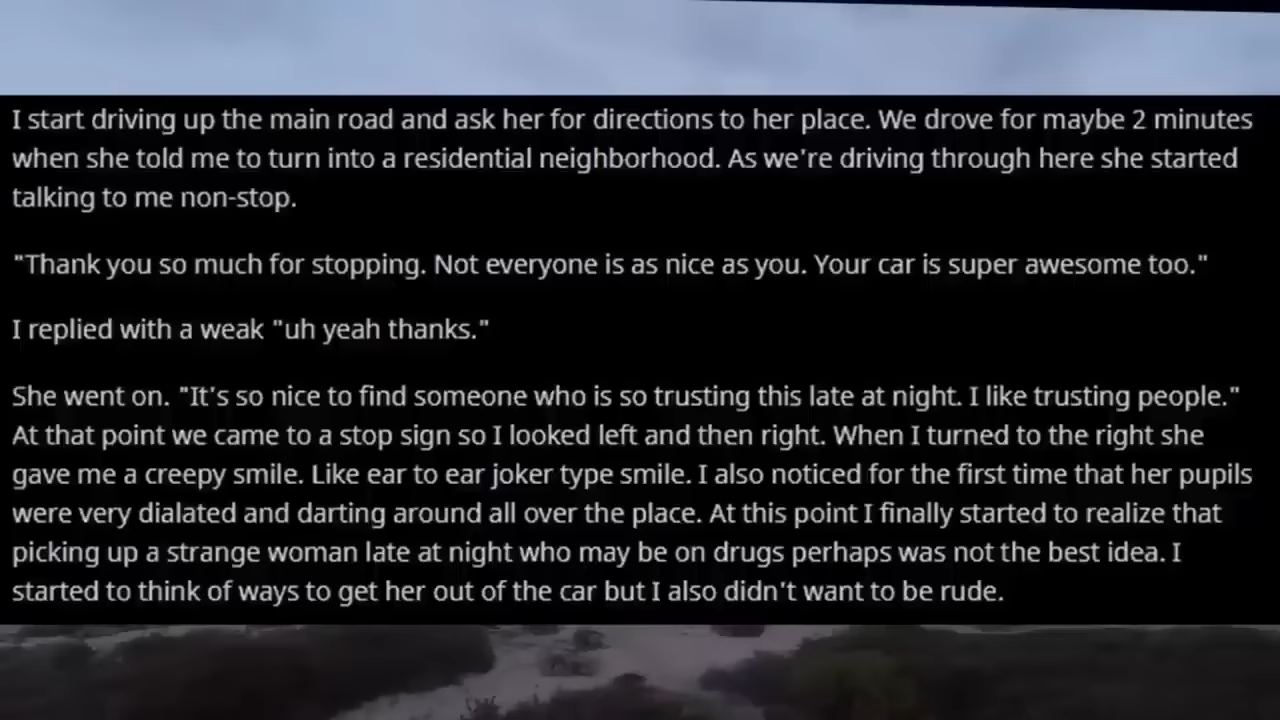 I start driving up the main road and ask her for directions to her place. We drove for maybe 2 minutes
when she told me to turn into a residential neighborhood. As we're driving through here she started
talking to me non-stop.
"Thank you so much for stopping. Not everyone is as nice as you. Your car is super awesome too."
I replied with a weak "uh yeah thanks."
She went on. "It's so nice to find someone who is so trusting this late at night. I like trusting people."
At that point we came to a stop sign so I looked left and then right. When I turned to the right she
gave me a creepy smile. Like ear to ear joker type smile. I also noticed for the first time that her pupils
were very dialated and darting around all over the place. At this point I finally started to realize that
picking up a strange woman late at night who may be on drugs perhaps was not the best idea. I
started to think of ways to get her out of the car but I also didn't want to be rude.